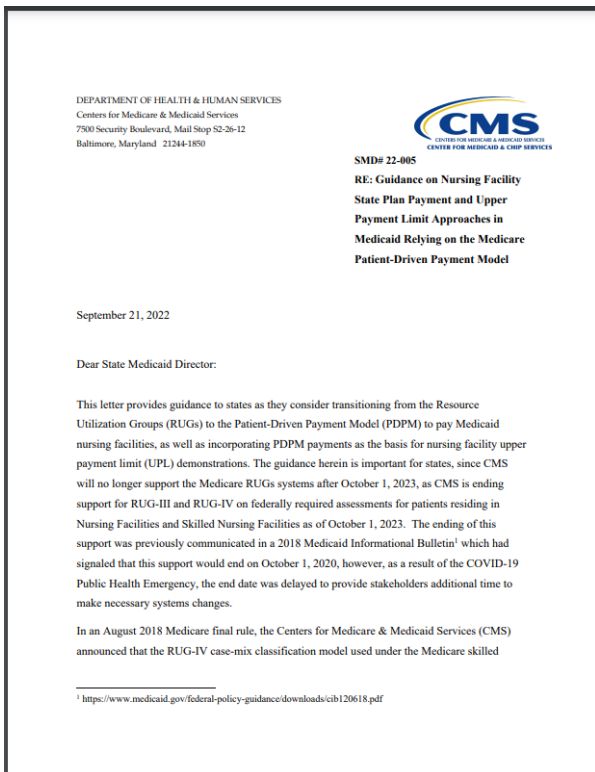 DEPARTMENT OF HEALTH & HUMAN SERVICES
Centers for Medicare & Medicaid Services
7500 Security Boulevard, Mail Stop S2-26-12
Baltimore, Maryland 21244-1850
CMS
CENTERS FOR MEDICARE & MEDICAID SERVICES
CENTER FOR MEDICAID & CHIP SERVICES
SMD# 22-005
RE: Guidance on Nursing Facility
State Plan Payment and Upper
Payment Limit Approaches in
Medicaid Relying on the Medicare
Patient-Driven Payment Model
September 21, 2022
Dear State Medicaid Director:
This letter provides guidance to states as they consider transitioning from the Resource
Utilization Groups (RUGs) to the Patient-Driven Payment Model (PDPM) to pay Medicaid
nursing facilities, as well as incorporating PDPM payments as the basis for nursing facility upper
payment limit (UPL) demonstrations. The guidance herein is important for states, since CMS
will no longer support the Medicare RUGs systems after October 1, 2023, as CMS is ending
support for RUG-III and RUG-IV on federally required assessments for patients residing in
Nursing Facilities and Skilled Nursing Facilities as of October 1, 2023. The ending of this
support was previously communicated in a 2018 Medicaid Informational Bulletin¹ which had
signaled that this support would end on October 1, 2020, however, as a result of the COVID-19
Public Health Emergency, the end date was delayed to provide stakeholders additional time to
make necessary systems changes.
In an August 2018 Medicare final rule, the Centers for Medicare & Medicaid Services (CMS)
announced that the RUG-IV case-mix classification model used under the Medicare skilled
¹ https://www.medicaid.gov/federal-policy-guidance/downloads/cib120618.pdf